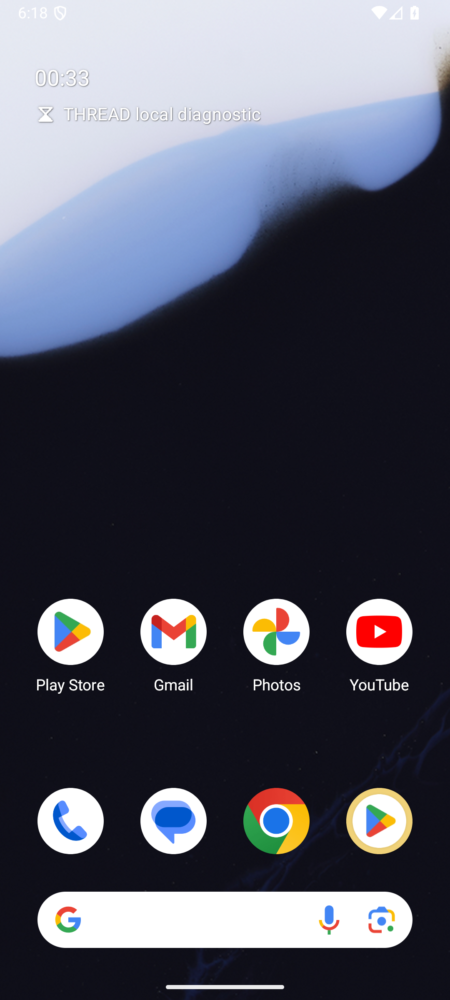 6:18
00:33
THREAD local diagnostic
Play Store
Gmail
Photos
YouTube